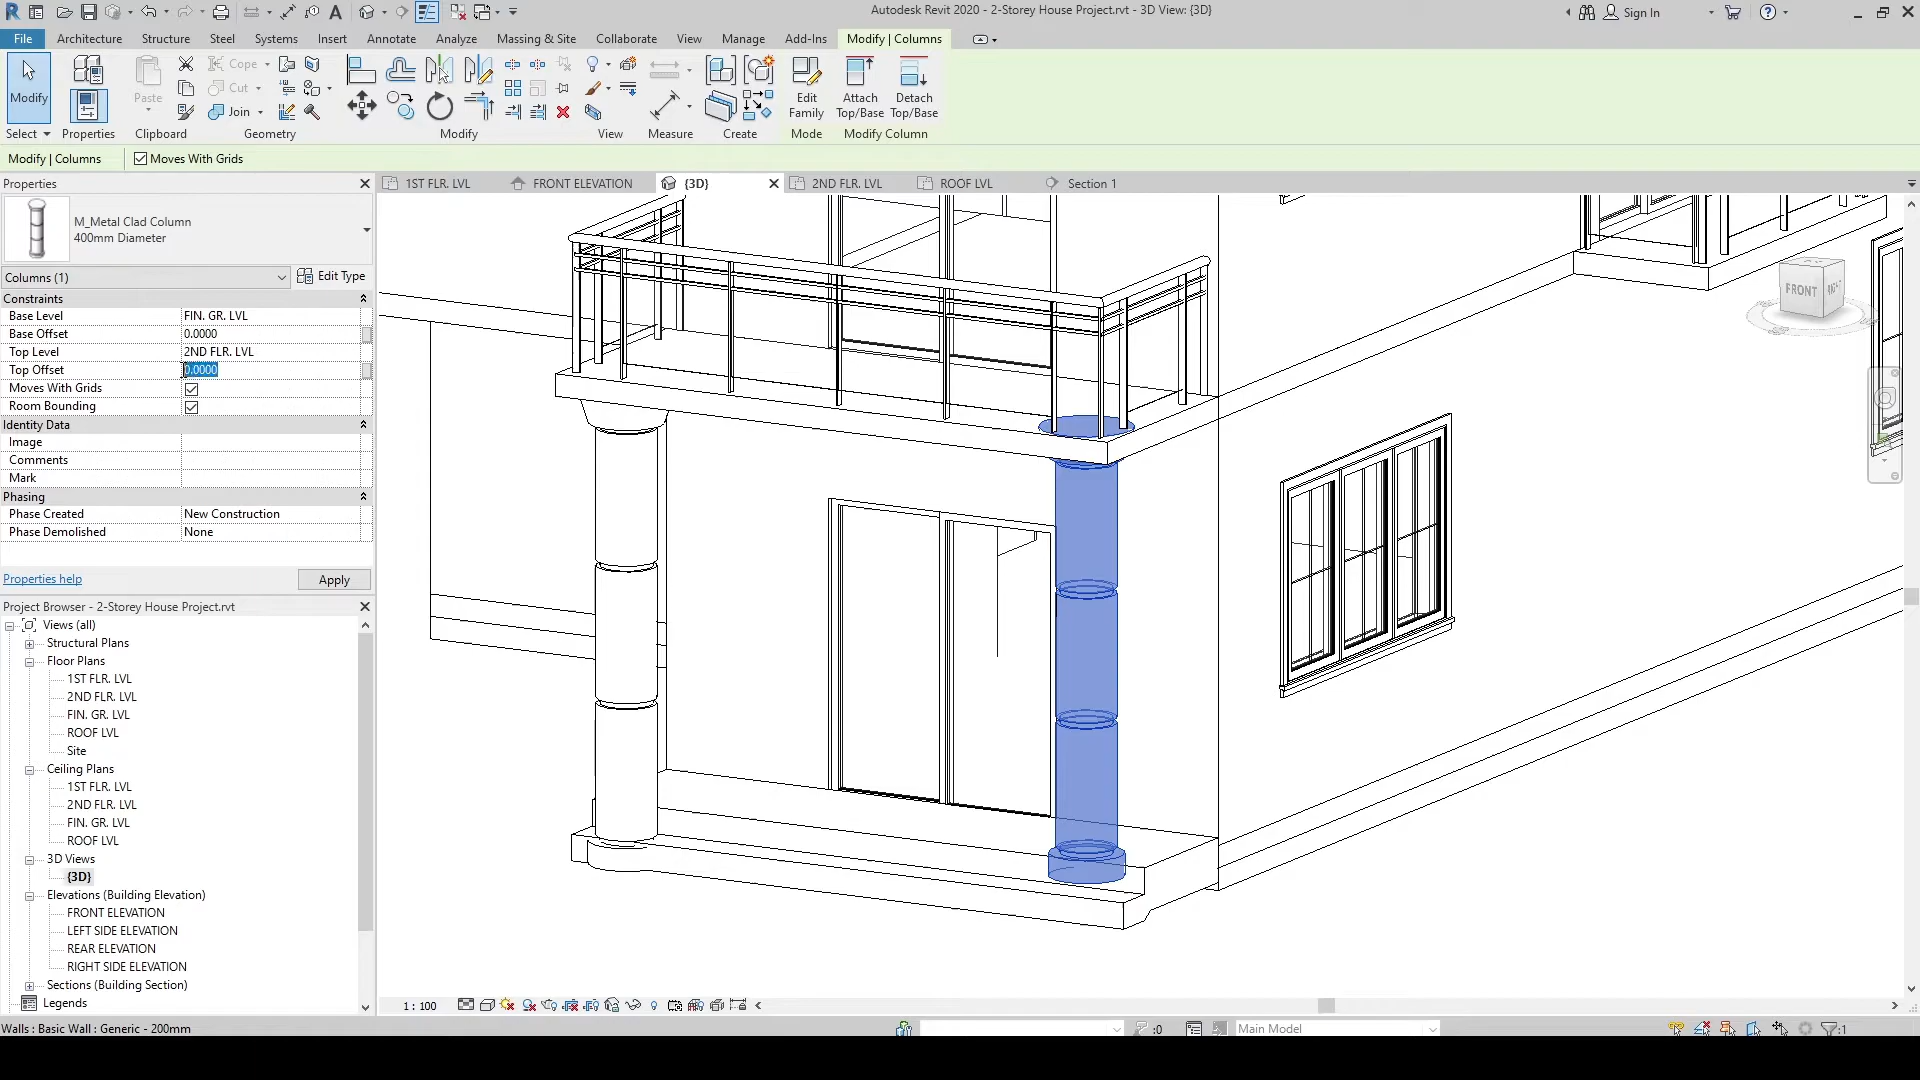 Autodesk Revit 2020 - 2-Storey House Project.rvt - 3D View: {3D}
Sign In
File
Architecture
Structure
Steel
Systems
Insert
Annotate
Analyze
Massing & Site
Collaborate
View
Manage
Add-Ins
Modify | Columns
Modify
Paste
Cope
Cut
Join
Edit
Family
Attach
Top/Base
Detach
Top/Base
Select
Properties
Clipboard
Geometry
Modify
View
Measure
Create
Mode
Modify Column
Modify | Columns
Moves With Grids
Properties
1ST FLR. LVL
FRONT ELEVATION
{3D}
2ND FLR. LVL
ROOF LVL
Section 1
M_Metal Clad Column
400mm Diameter
Columns (1)
Edit Type
Constraints
Base Level FIN. GR. LVL
Base Offset 0.0000
Top Level 2ND FLR. LVL
Top Offset 0.0000
Moves With Grids
Room Bounding
Identity Data
Image
Comments
Mark
Phasing
Phase Created New Construction
Phase Demolished None
Properties help
Apply
Project Browser - 2-Storey House Project.rvt
Views (all)
Structural Plans
Floor Plans
1ST FLR. LVL
2ND FLR. LVL
FIN. GR. LVL
ROOF LVL
Site
Ceiling Plans
1ST FLR. LVL
2ND FLR. LVL
FIN. GR. LVL
ROOF LVL
3D Views
{3D}
Elevations (Building Elevation)
FRONT ELEVATION
LEFT SIDE ELEVATION
REAR ELEVATION
RIGHT SIDE ELEVATION
Sections (Building Section)
Legends
FRONT
RIGHT
1 : 100
Walls : Basic Wall : Generic - 200mm
:0
Main Model
:1